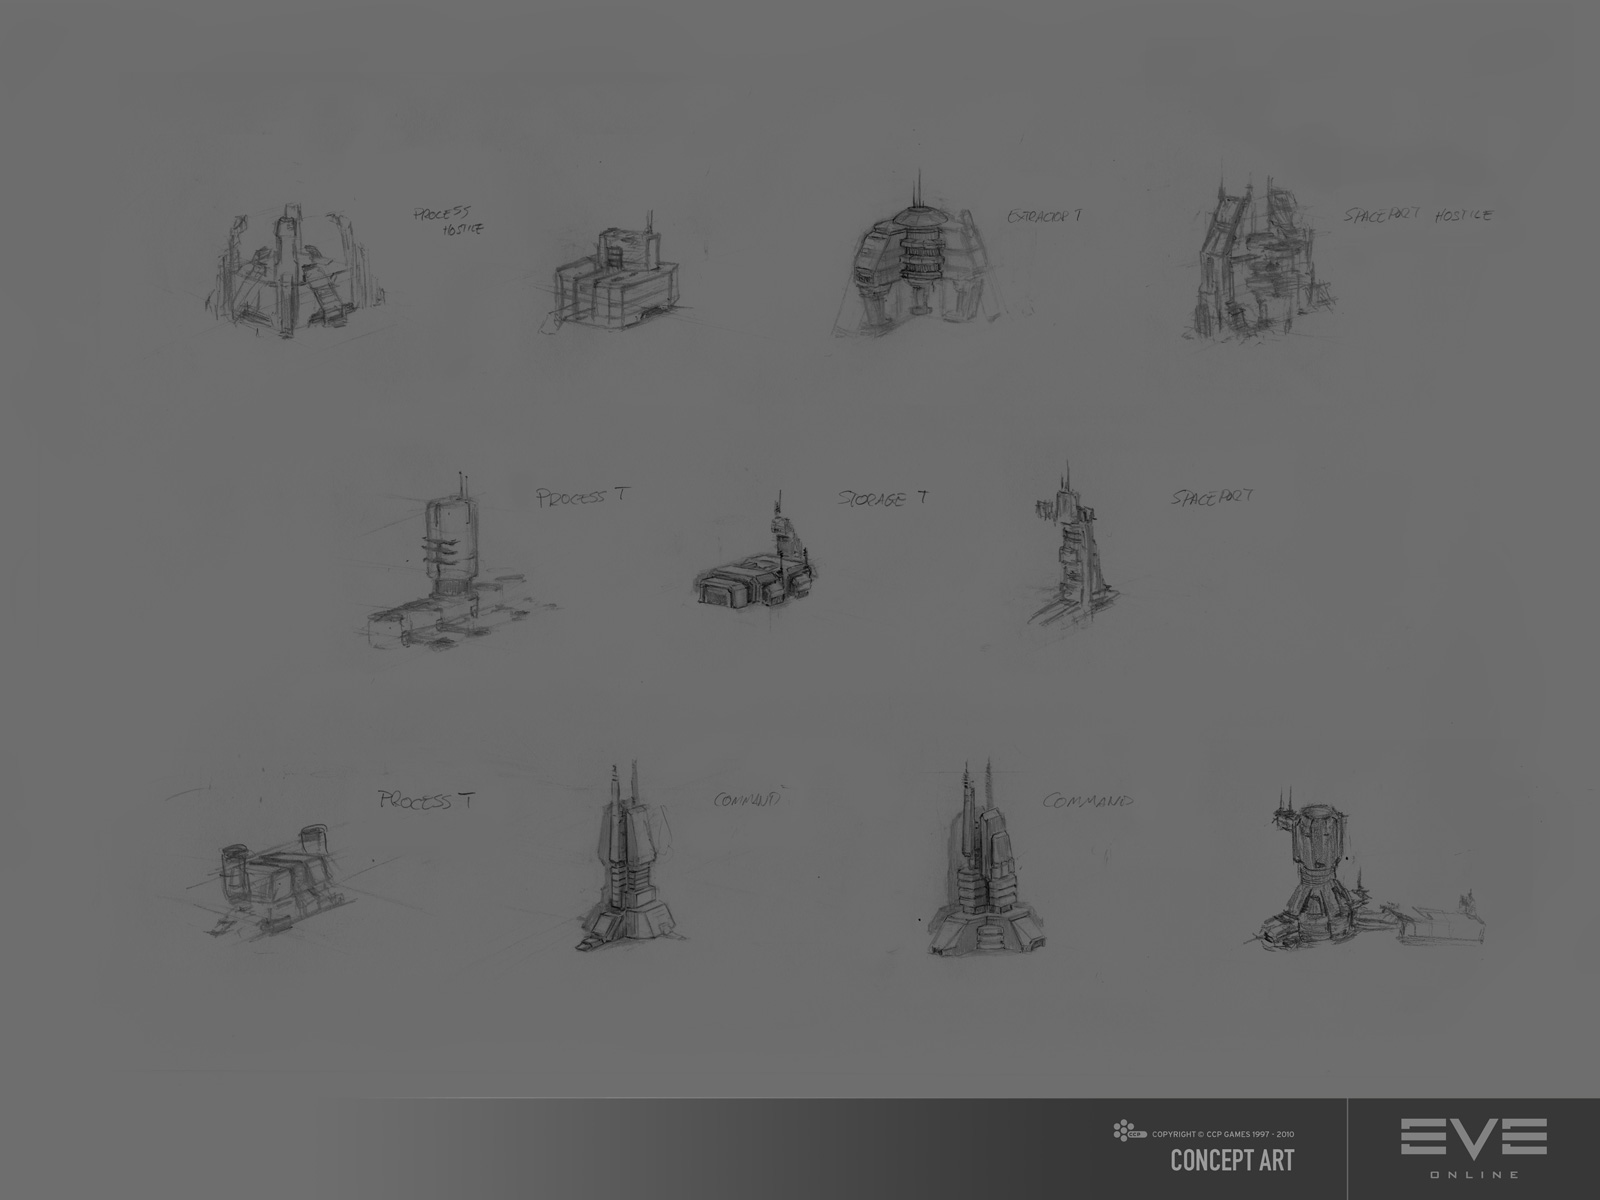 PROCESS
HOSTILE
EXTRACTOR T
SPACEPORT HOSTILE
PROCESS T
STORAGE T
SPACEPORT
PROCESS T
COMMAND
COMMAND
CCP
COPYRIGHT © CCP GAMES 1997 - 2010
CONCEPT ART
EVE
ONLINE